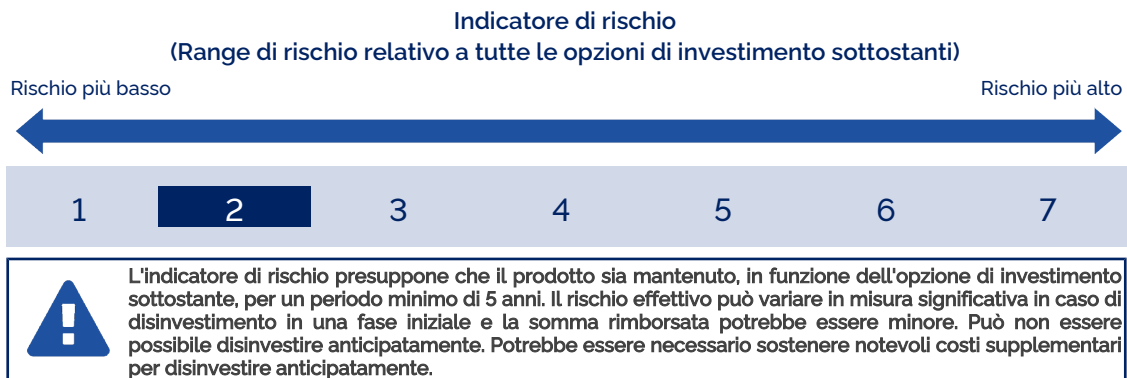 Indicatore di rischio
(Range di rischio relativo a tutte le opzioni di investimento sottostanti)
Rischio più basso Rischio più alto
1 2 3 4 5 6 7
L'indicatore di rischio presuppone che il prodotto sia mantenuto, in funzione dell'opzione di investimento
sottostante, per un periodo minimo di 5 anni. Il rischio effettivo può variare in misura significativa in caso di
disinvestimento in una fase iniziale e la somma rimborsata potrebbe essere minore. Può non essere
possibile disinvestire anticipatamente. Potrebbe essere necessario sostenere notevoli costi supplementari
per disinvestire anticipatamente.